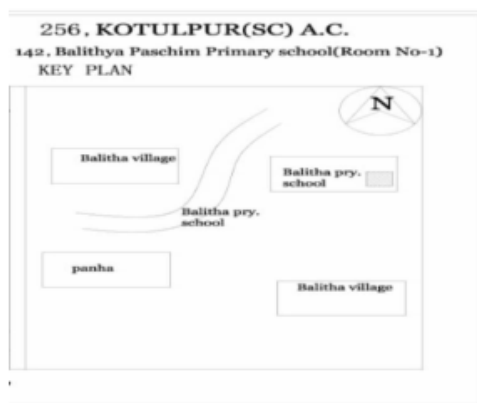 256, KOTULPUR(SC) A.C.
142, Balithya Paschim Primary school(Room No-1)
KEY PLAN
N
Balitha village
Balitha pry.
school
Balitha pry.
school
panha
Balitha village